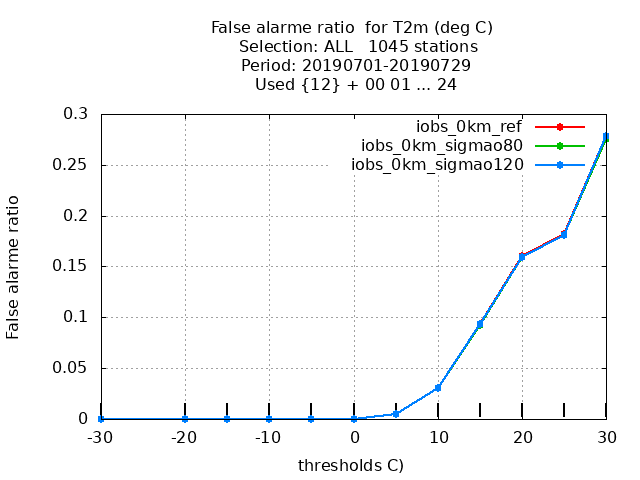 False alarme ratio  for T2m (deg C)
Selection: ALL   1045 stations
Period: 20190701-20190729
Used {12} + 00 01 ... 24
0.3
0.25
0.2
0.15
0.1
0.05
0
False alarme ratio
iobs_0km_ref
iobs_0km_sigmao80
iobs_0km_sigmao120
-30
-20
-10
0
10
20
30
thresholds C)